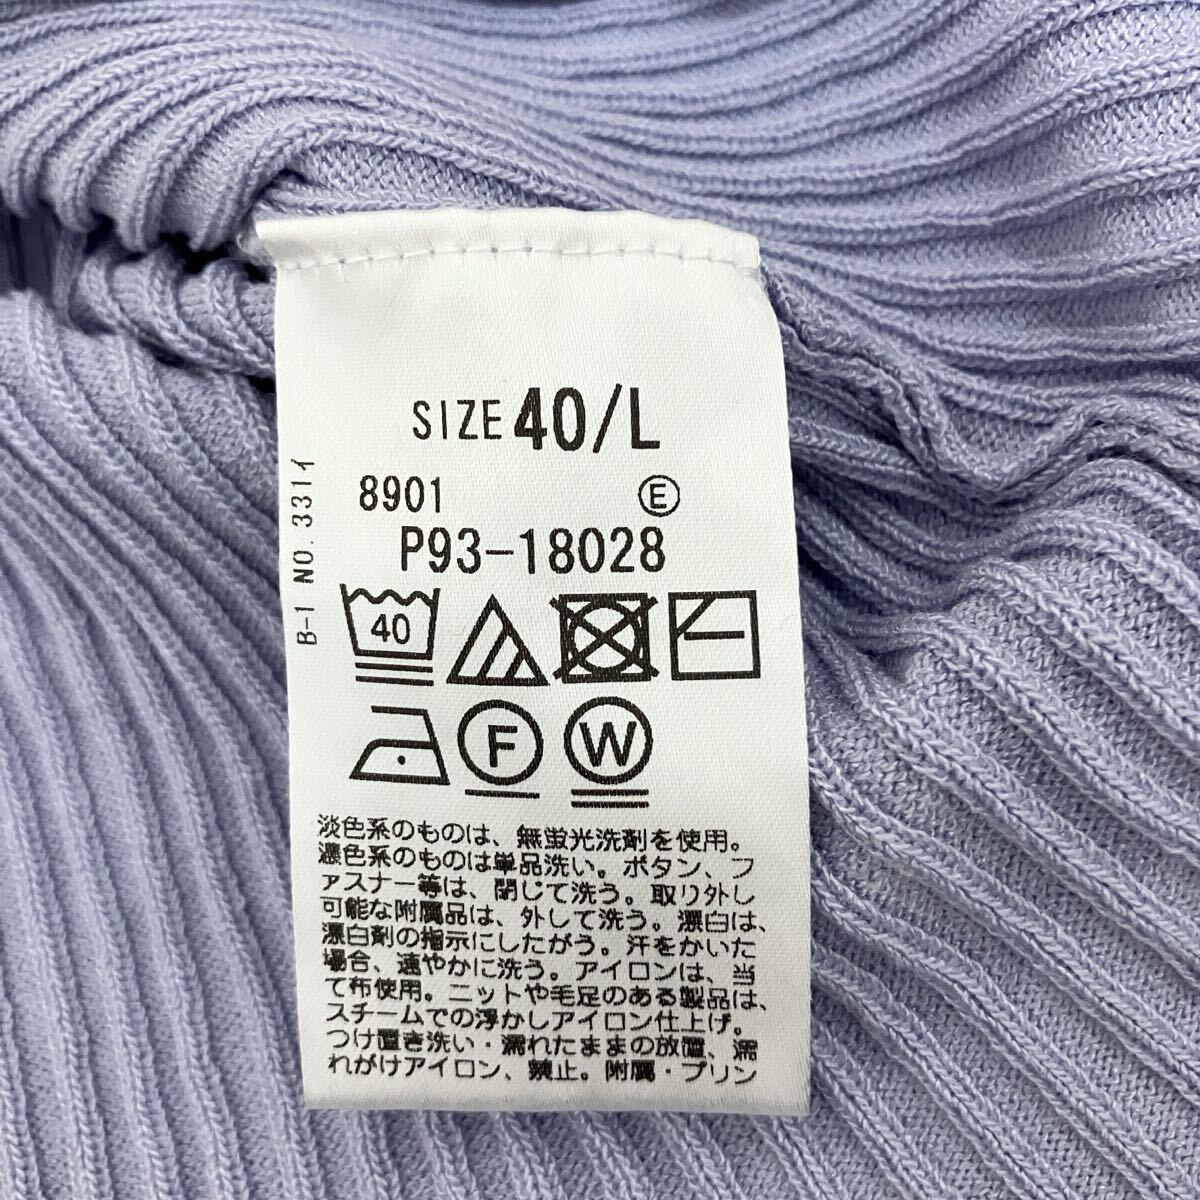 SIZE 40/L
8901 Ⓔ
P93-18028
B-1 NO.331イ
40
F W
淡色系のものは、無蛍光洗剤を使用。
濃色系のものは単品洗い。ボタン、フ
ァスナー等は、閉じて洗う。取り外し
可能な附属品は、外して洗う。漂白は、
漂白剤の指示にしたがう。汗をかいた
場合、速やかに洗う。アイロンは、当
て布使用。ニットや毛足のある製品は、
スチームでの浮かしアイロン仕上げ。
つけ置き洗い・濡れたままの放置、濡
れがけアイロン、禁止。附属・プリン